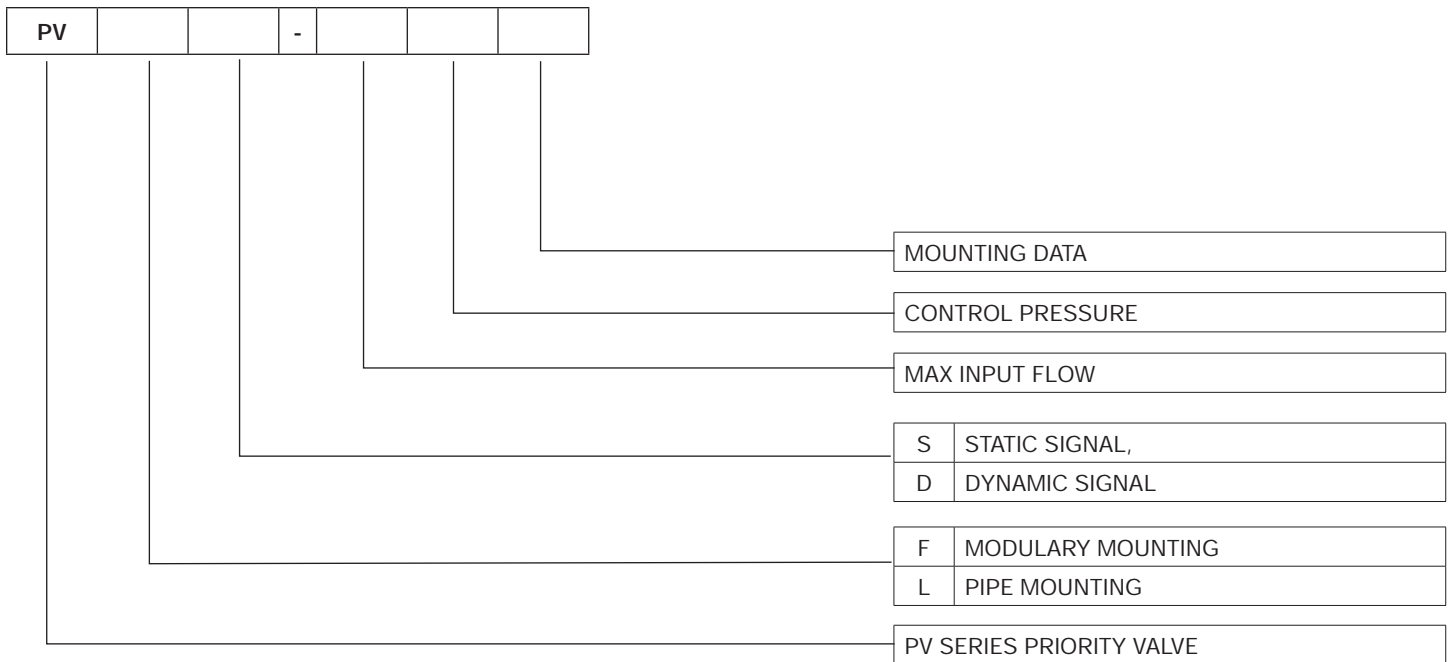 PV -
MOUNTING DATA
CONTROL PRESSURE
MAX INPUT FLOW
S STATIC SIGNAL,
D DYNAMIC SIGNAL
F MODULARY MOUNTING
L PIPE MOUNTING
PV SERIES PRIORITY VALVE